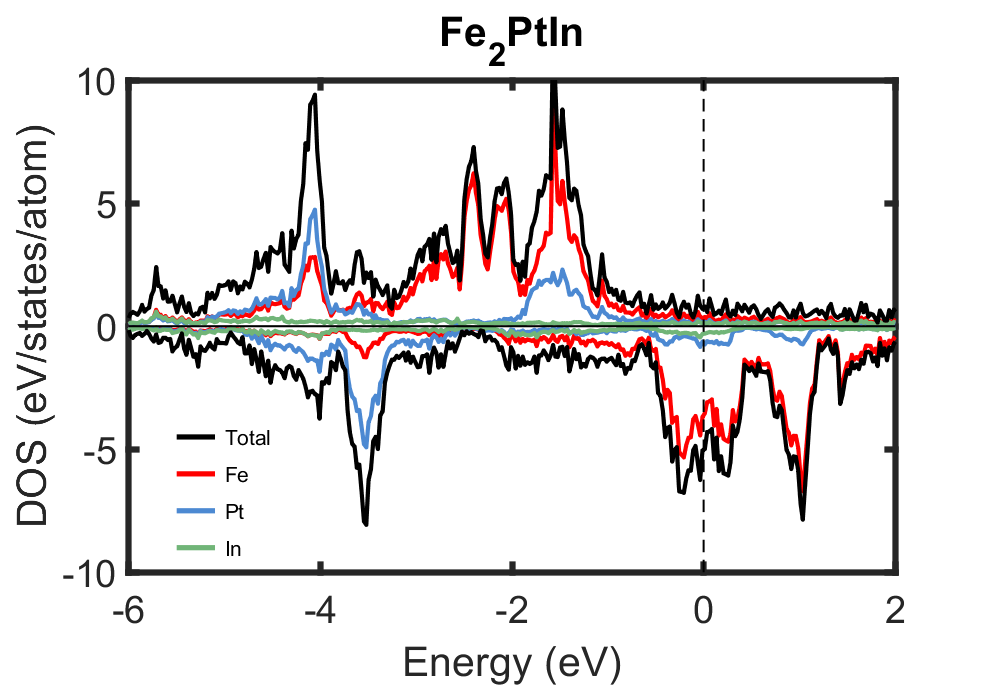 Fe2PtIn
DOS (eV/states/atom)
10
5
0
-5
-10
Total
Fe
Pt
In
-6 -4 -2 0 2
Energy (eV)